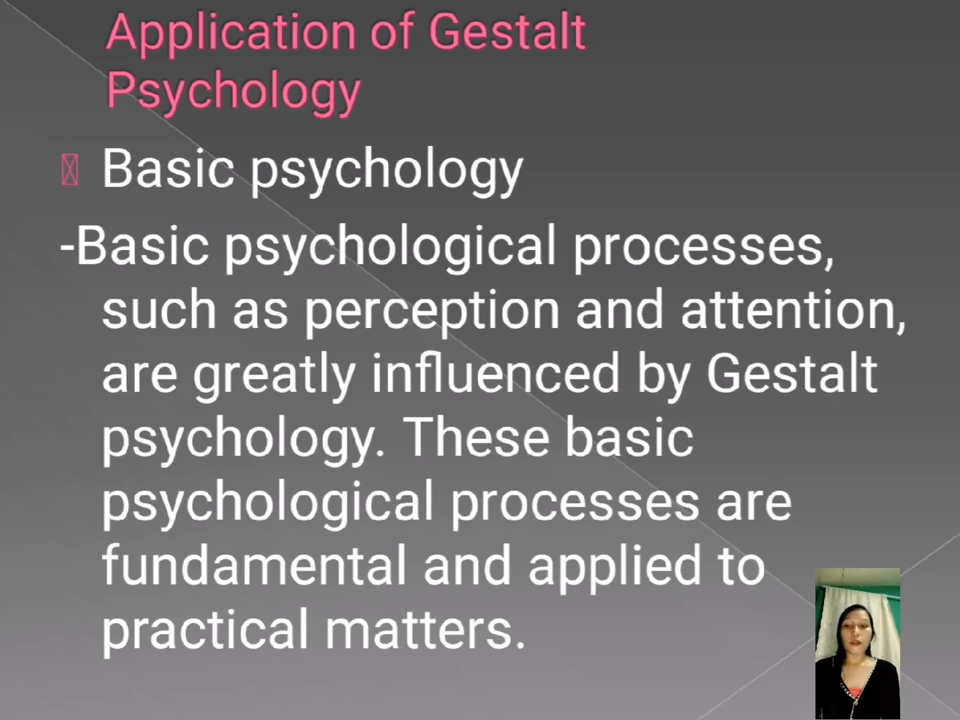 Application of Gestalt
Psychology
Basic psychology
-Basic psychological processes,
such as perception and attention,
are greatly influenced by Gestalt
psychology. These basic
psychological processes are
fundamental and applied to
practical matters.